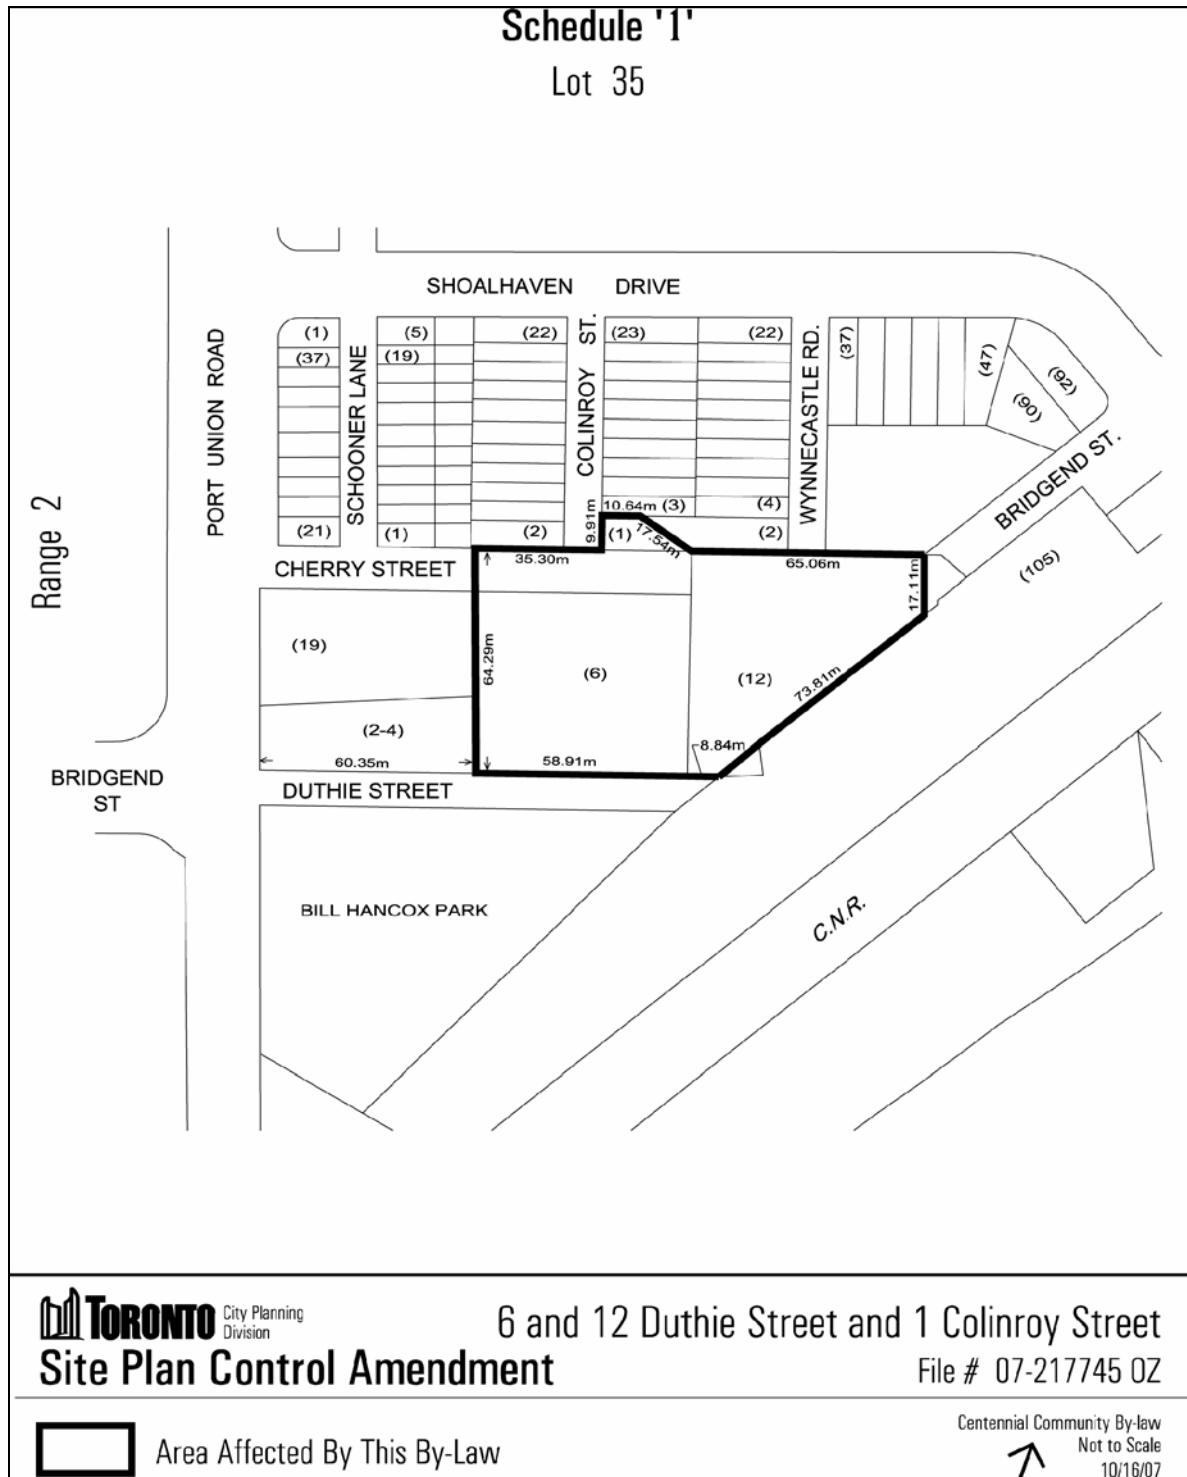 Schedule '1'
Lot 35
SHOALHAVEN DRIVE
PORT UNION ROAD
SCHOONER LANE
COLINROY ST.
WYNNECASTLE RD.
Range 2
(1)
(5)
(22)
(23)
(22)
(37)
(37)
(19)
(47)
(92)
(90)
BRIDGEND ST.
10.64m
(3)
(4)
9.91m
(21)
(1)
(2)
(1)
17.54m
(2)
CHERRY STREET
35.30m
65.06m
17.11m
(105)
(19)
64.29m
(6)
(12)
73.81m
(2-4)
8.84m
60.35m
58.91m
BRIDGEND
ST
DUTHIE STREET
BILL HANCOX PARK
C.N.R.
TORONTO City Planning
Division
6 and 12 Duthie Street and 1 Colinroy Street
Site Plan Control Amendment
File # 07-217745 OZ
Area Affected By This By-Law
Centennial Community By-law
Not to Scale
10/16/07